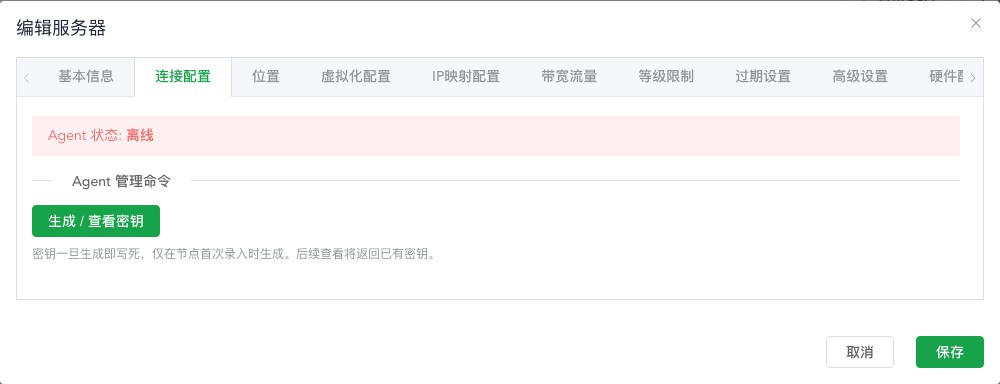 编辑服务器
基本信息 连接配置 位置 虚拟化配置 IP映射配置 带宽流量 等级限制 过期设置 高级设置 硬件
Agent 状态: 离线
Agent 管理命令
生成 / 查看密钥
密钥一旦生成即写死，仅在节点首次录入时生成。后续查看将返回已有密钥。
取消 保存